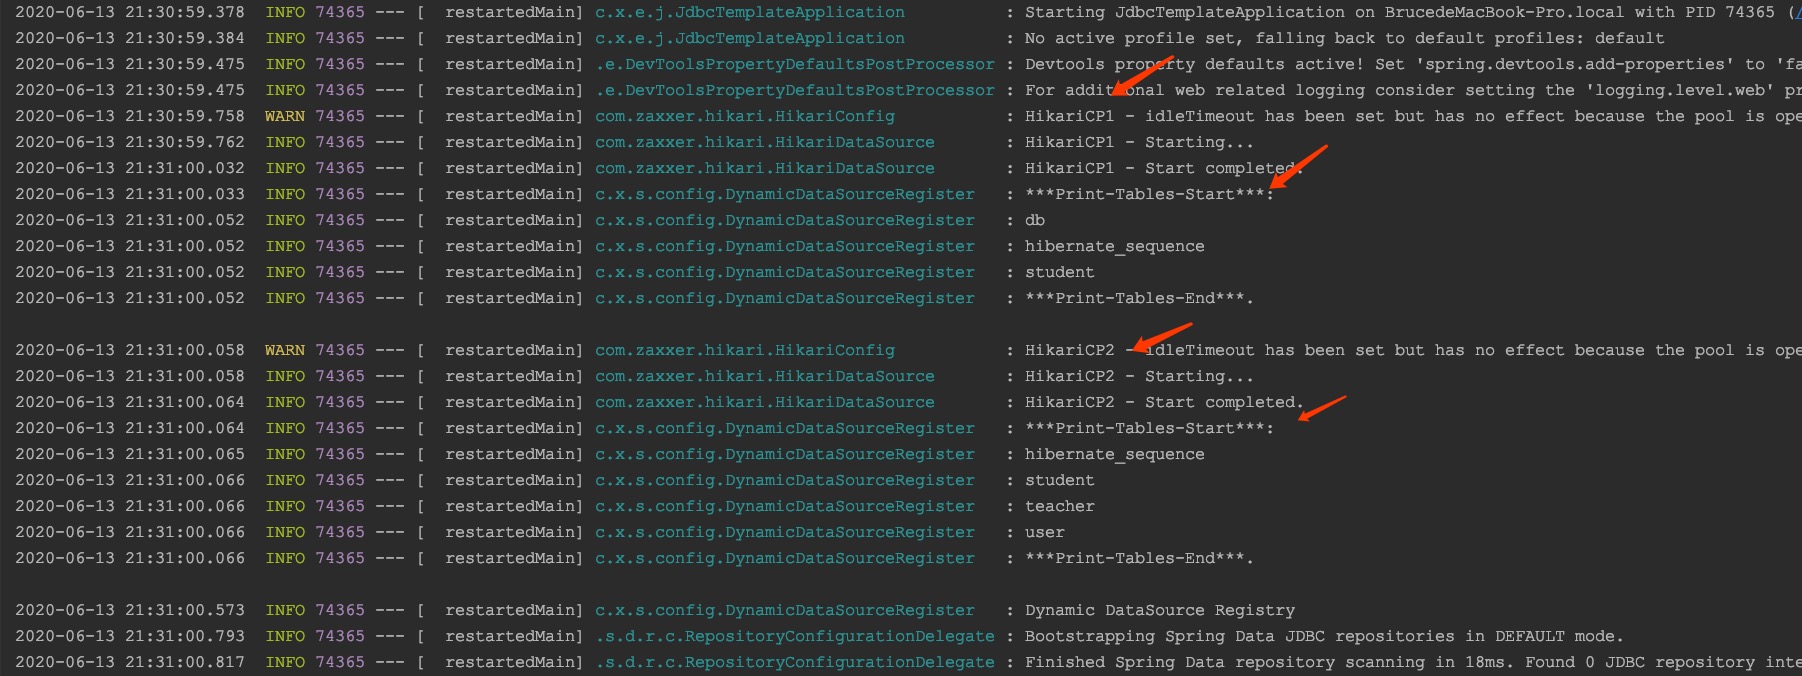 2020-06-13 21:30:59.378  INFO 74365 --- [  restartedMain] c.x.e.j.JdbcTemplateApplication          : Starting JdbcTemplateApplication on BrucedeMacBook-Pro.local with PID 74365 (/
2020-06-13 21:30:59.384  INFO 74365 --- [  restartedMain] c.x.e.j.JdbcTemplateApplication          : No active profile set, falling back to default profiles: default
2020-06-13 21:30:59.475  INFO 74365 --- [  restartedMain] .e.DevToolsPropertyDefaultsPostProcessor : Devtools property defaults active! Set 'spring.devtools.add-properties' to 'fa
2020-06-13 21:30:59.475  INFO 74365 --- [  restartedMain] .e.DevToolsPropertyDefaultsPostProcessor : For additional web related logging consider setting the 'logging.level.web' pr
2020-06-13 21:30:59.758  WARN 74365 --- [  restartedMain] com.zaxxer.hikari.HikariConfig           : HikariCP1 - idleTimeout has been set but has no effect because the pool is ope
2020-06-13 21:30:59.762  INFO 74365 --- [  restartedMain] com.zaxxer.hikari.HikariDataSource       : HikariCP1 - Starting...
2020-06-13 21:31:00.032  INFO 74365 --- [  restartedMain] com.zaxxer.hikari.HikariDataSource       : HikariCP1 - Start completed.
2020-06-13 21:31:00.033  INFO 74365 --- [  restartedMain] c.x.s.config.DynamicDataSourceRegister   : ***Print-Tables-Start***:
2020-06-13 21:31:00.052  INFO 74365 --- [  restartedMain] c.x.s.config.DynamicDataSourceRegister   : db
2020-06-13 21:31:00.052  INFO 74365 --- [  restartedMain] c.x.s.config.DynamicDataSourceRegister   : hibernate_sequence
2020-06-13 21:31:00.052  INFO 74365 --- [  restartedMain] c.x.s.config.DynamicDataSourceRegister   : student
2020-06-13 21:31:00.052  INFO 74365 --- [  restartedMain] c.x.s.config.DynamicDataSourceRegister   : ***Print-Tables-End***.
2020-06-13 21:31:00.058  WARN 74365 --- [  restartedMain] com.zaxxer.hikari.HikariConfig           : HikariCP2 - idleTimeout has been set but has no effect because the pool is ope
2020-06-13 21:31:00.058  INFO 74365 --- [  restartedMain] com.zaxxer.hikari.HikariDataSource       : HikariCP2 - Starting...
2020-06-13 21:31:00.064  INFO 74365 --- [  restartedMain] com.zaxxer.hikari.HikariDataSource       : HikariCP2 - Start completed.
2020-06-13 21:31:00.064  INFO 74365 --- [  restartedMain] c.x.s.config.DynamicDataSourceRegister   : ***Print-Tables-Start***:
2020-06-13 21:31:00.065  INFO 74365 --- [  restartedMain] c.x.s.config.DynamicDataSourceRegister   : hibernate_sequence
2020-06-13 21:31:00.066  INFO 74365 --- [  restartedMain] c.x.s.config.DynamicDataSourceRegister   : student
2020-06-13 21:31:00.066  INFO 74365 --- [  restartedMain] c.x.s.config.DynamicDataSourceRegister   : teacher
2020-06-13 21:31:00.066  INFO 74365 --- [  restartedMain] c.x.s.config.DynamicDataSourceRegister   : user
2020-06-13 21:31:00.066  INFO 74365 --- [  restartedMain] c.x.s.config.DynamicDataSourceRegister   : ***Print-Tables-End***.
2020-06-13 21:31:00.573  INFO 74365 --- [  restartedMain] c.x.s.config.DynamicDataSourceRegister   : Dynamic DataSource Registry
2020-06-13 21:31:00.793  INFO 74365 --- [  restartedMain] .s.d.r.c.RepositoryConfigurationDelegate : Bootstrapping Spring Data JDBC repositories in DEFAULT mode.
2020-06-13 21:31:00.817  INFO 74365 --- [  restartedMain] .s.d.r.c.RepositoryConfigurationDelegate : Finished Spring Data repository scanning in 18ms. Found 0 JDBC repository inte